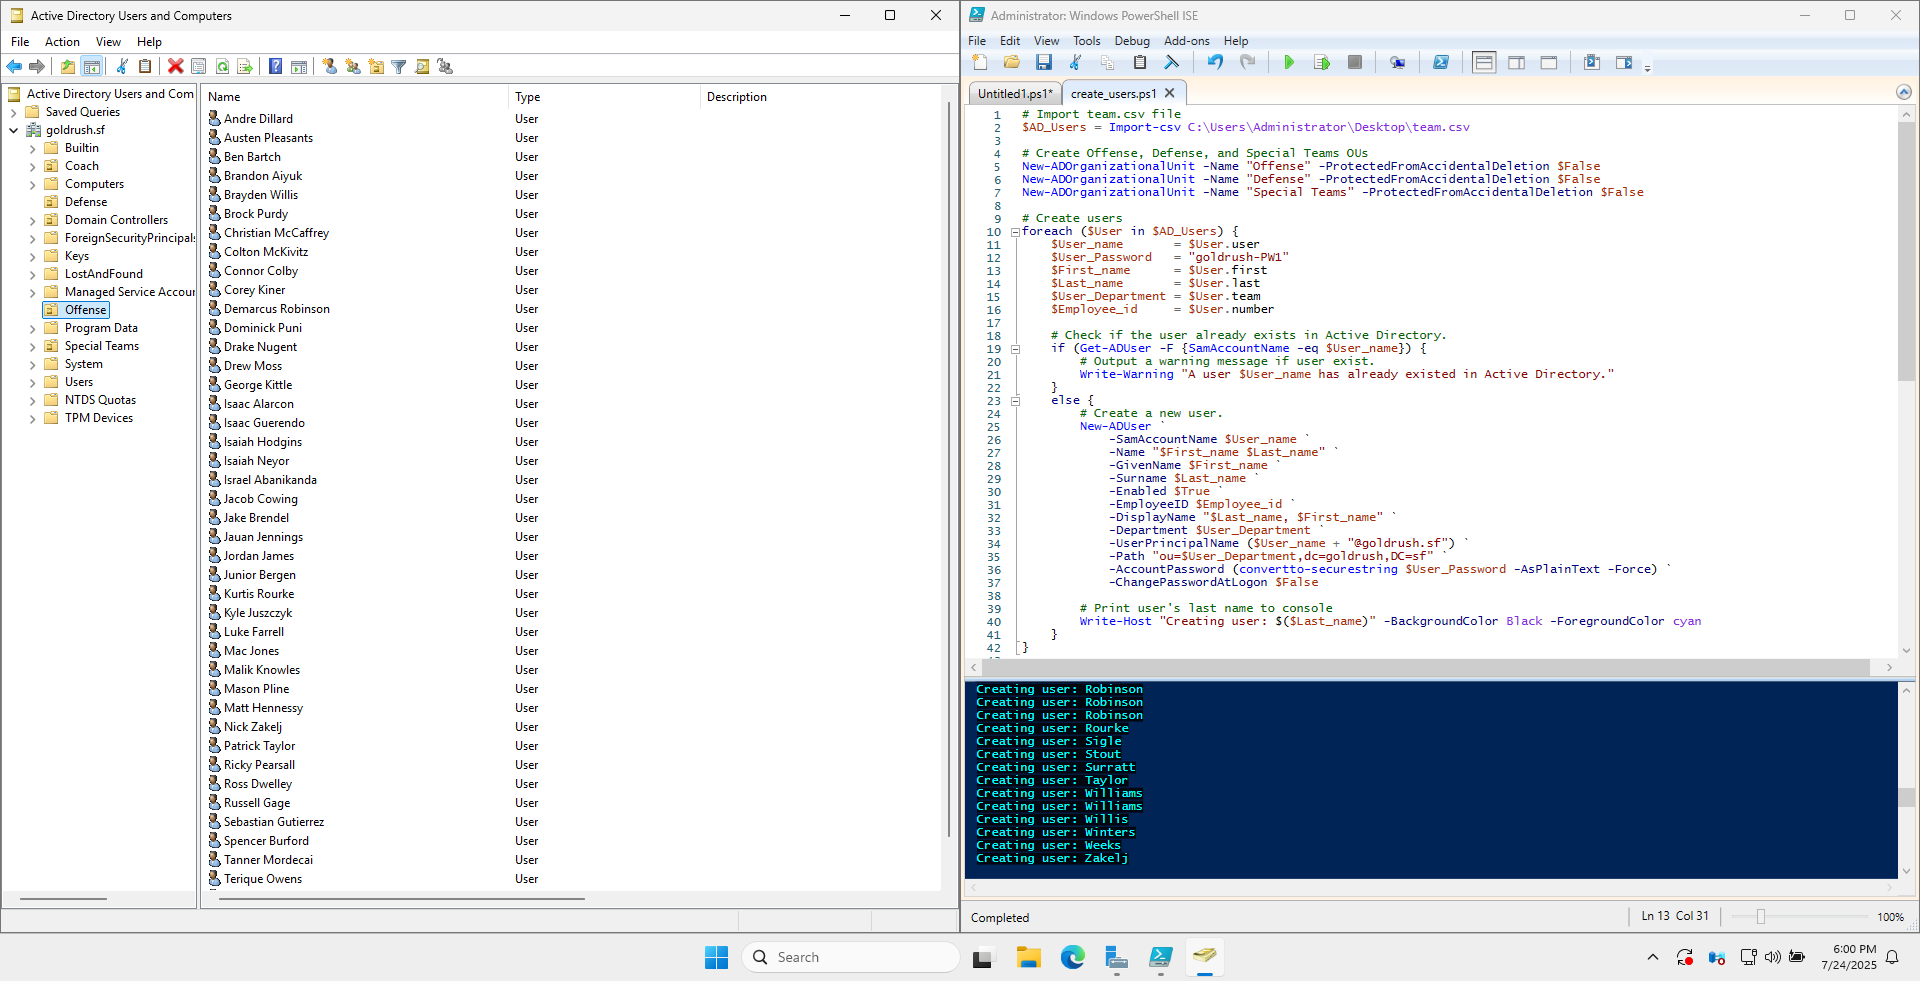 Active Directory Users and Computers
File Action View Help
Active Directory Users and Com
Saved Queries
goldrush.sf
Builtin
Coach
Computers
Defense
Domain Controllers
ForeignSecurityPrincipals
Keys
LostAndFound
Managed Service Accour
Offense
Program Data
Special Teams
System
Users
NTDS Quotas
TPM Devices
Name Type Description
Andre Dillard User
Austen Pleasants User
Ben Bartch User
Brandon Aiyuk User
Brayden Willis User
Brock Purdy User
Christian McCaffrey User
Colton McKivitz User
Connor Colby User
Corey Kiner User
Demarcus Robinson User
Dominick Puni User
Drake Nugent User
Drew Moss User
George Kittle User
Isaac Alarcon User
Isaac Guerendo User
Isaiah Hodgins User
Isaiah Neyor User
Israel Abanikanda User
Jacob Cowing User
Jake Brendel User
Jauan Jennings User
Jordan James User
Junior Bergen User
Kurtis Rourke User
Kyle Juszczyk User
Luke Farrell User
Mac Jones User
Malik Knowles User
Mason Pline User
Matt Hennessy User
Nick Zakelj User
Patrick Taylor User
Ricky Pearsall User
Ross Dwelley User
Russell Gage User
Sebastian Gutierrez User
Spencer Burford User
Tanner Mordecai User
Terique Owens User
Administrator: Windows PowerShell ISE
File Edit View Tools Debug Add-ons Help
Untitled1.ps1* create_users.ps1
1 # Import team.csv file
2 $AD_Users = Import-csv C:\Users\Administrator\Desktop\team.csv
3
4 # Create Offense, Defense, and Special Teams OUs
5 New-ADOrganizationalUnit -Name "Offense" -ProtectedFromAccidentalDeletion $False
6 New-ADOrganizationalUnit -Name "Defense" -ProtectedFromAccidentalDeletion $False
7 New-ADOrganizationalUnit -Name "Special Teams" -ProtectedFromAccidentalDeletion $False
8
9 # Create users
10 foreach ($User in $AD_Users) {
11 $User_name = $User.user
12 $User_Password = "goldrush-PW1"
13 $First_name = $User.first
14 $Last_name = $User.last
15 $User_Department = $User.team
16 $Employee_id = $User.number
17
18 # Check if the user already exists in Active Directory.
19 if (Get-ADUser -F {SamAccountName -eq $User_name}) {
20 # Output a warning message if user exist.
21 Write-Warning "A user $User_name has already existed in Active Directory."
22 }
23 else {
24 # Create a new user.
25 New-ADUser `
26 -SamAccountName $User_name `
27 -Name "$First_name $Last_name" `
28 -GivenName $First_name `
29 -Surname $Last_name `
30 -Enabled $True `
31 -EmployeeID $Employee_id `
32 -DisplayName "$Last_name, $First_name" `
33 -Department $User_Department `
34 -UserPrincipalName ($User_name + "@goldrush.sf") `
35 -Path "ou=$User_Department,dc=goldrush,DC=sf" `
36 -AccountPassword (convertto-securestring $User_Password -AsPlainText -Force) `
37 -ChangePasswordAtLogon $False
38
39 # Print user's last name to console
40 Write-Host "Creating user: $($Last_name)" -BackgroundColor Black -ForegroundColor cyan
41 }
42 }
Creating user: Robinson
Creating user: Robinson
Creating user: Robinson
Creating user: Rourke
Creating user: Sigle
Creating user: Stout
Creating user: Surratt
Creating user: Taylor
Creating user: Williams
Creating user: Williams
Creating user: Willis
Creating user: Winters
Creating user: Weeks
Creating user: Zakelj
Completed Ln 13 Col 31 100%
Search
6:00 PM
7/24/2025